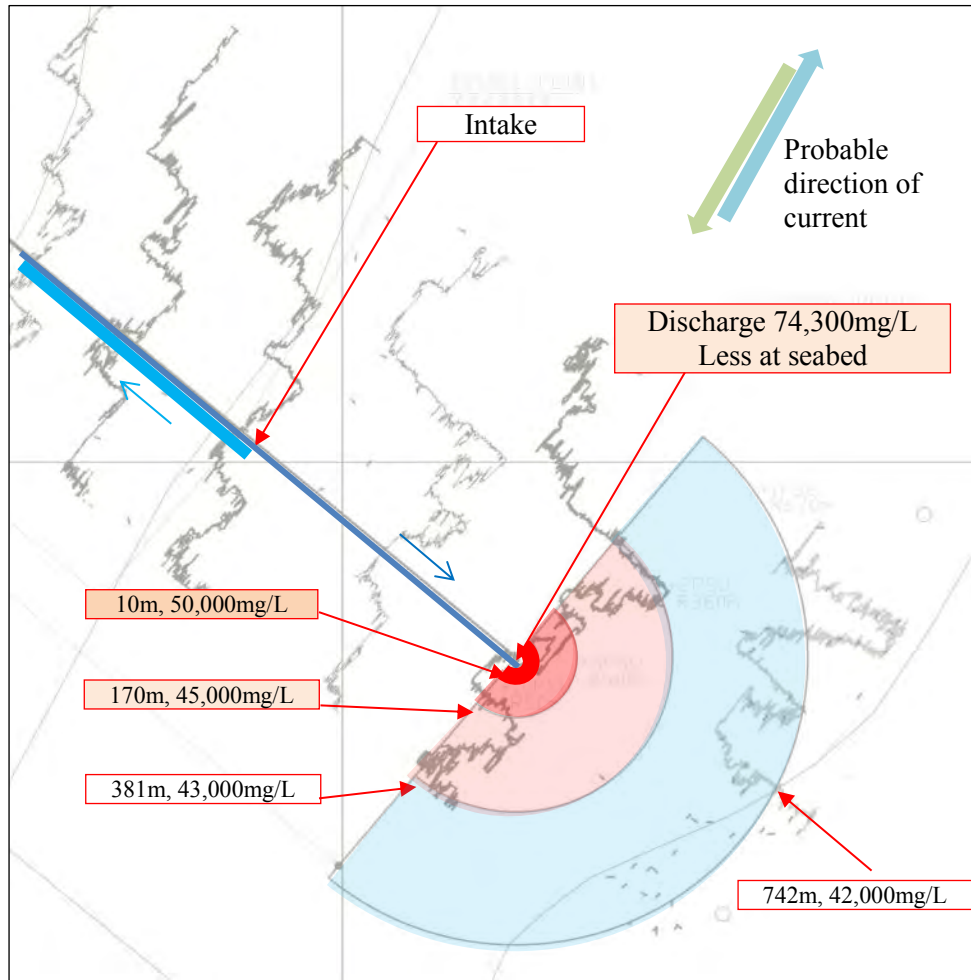 Intake
Probable
direction of
current
Discharge 74,300mg/L
Less at seabed
10m, 50,000mg/L
170m, 45,000mg/L
381m, 43,000mg/L
742m, 42,000mg/L